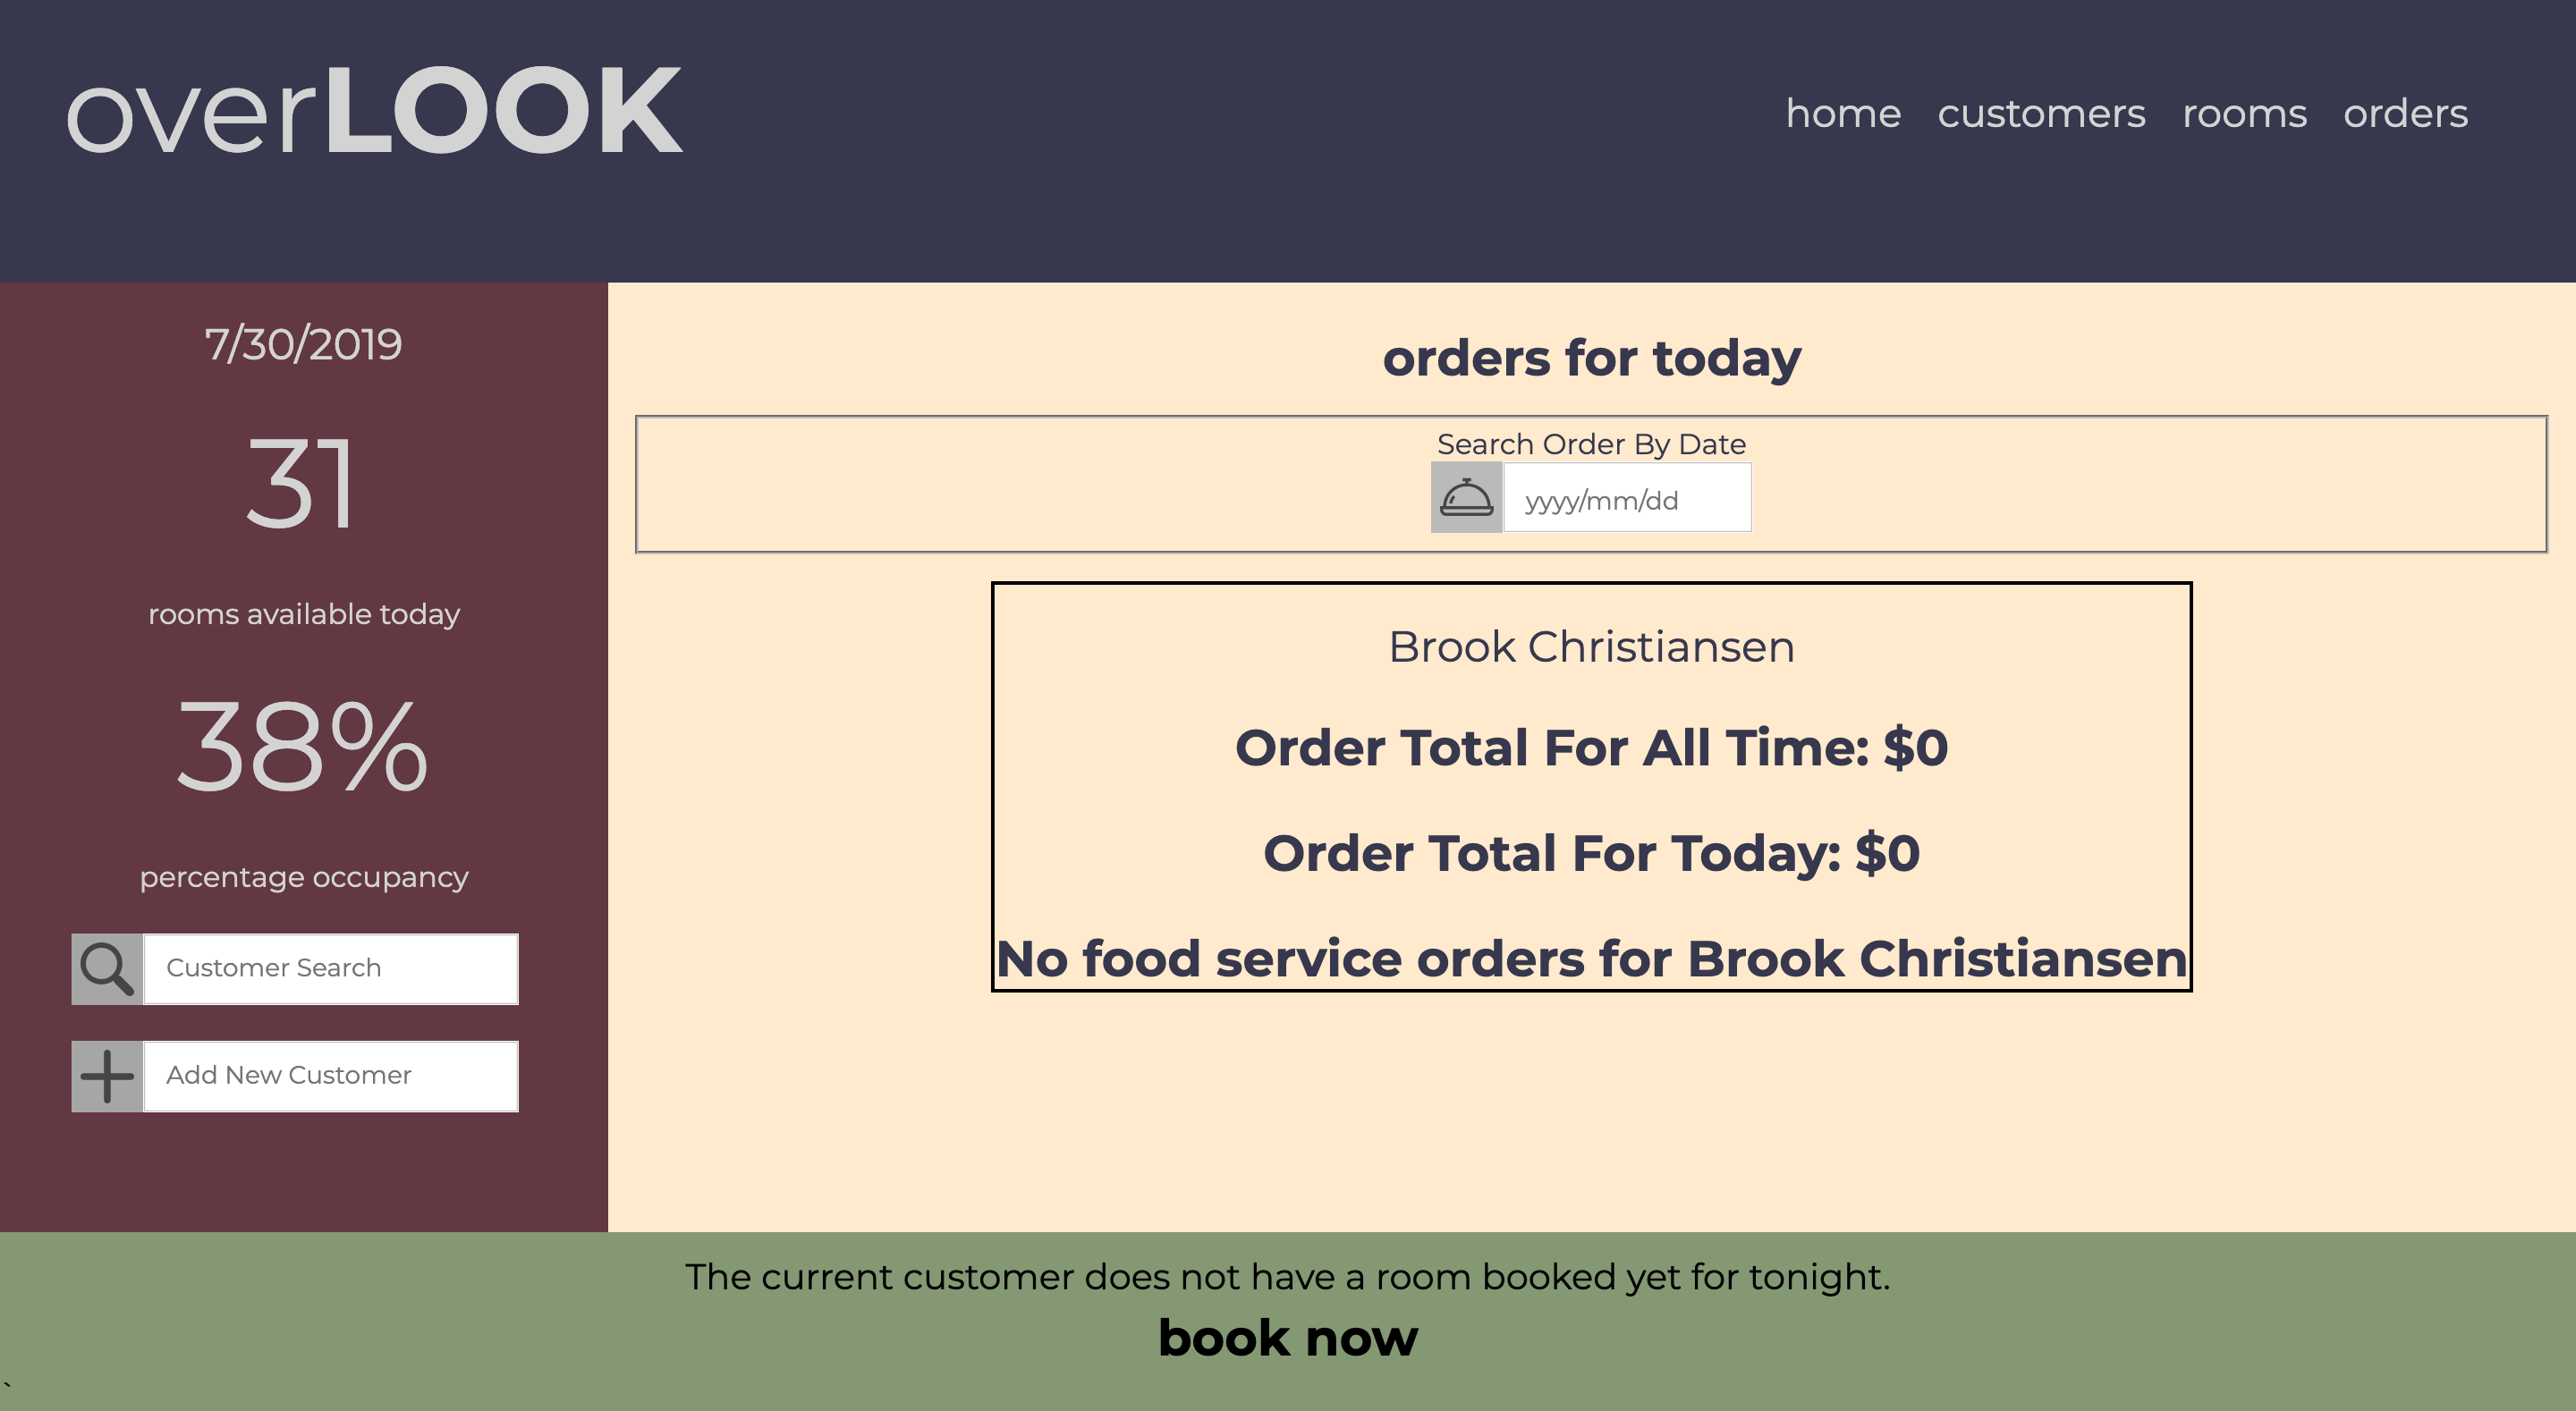 overLOOK
home customers rooms orders
7/30/2019
31
rooms available today
38%
percentage occupancy
Customer Search
Add New Customer
orders for today
Search Order By Date
yyyy/mm/dd
Brook Christiansen
Order Total For All Time: $0
Order Total For Today: $0
No food service orders for Brook Christiansen
The current customer does not have a room booked yet for tonight.
book now
`